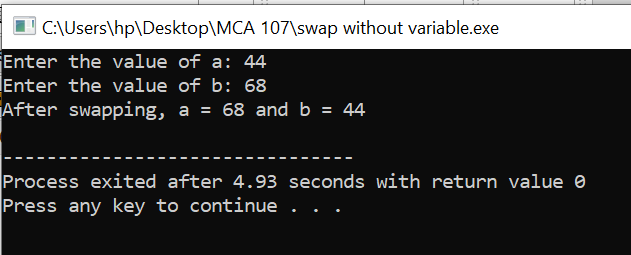 C:\Users\hp\Desktop\MCA 107\swap without variable.exe
Enter the value of a: 44
Enter the value of b: 68
After swapping, a = 68 and b = 44
--------------------------------
Process exited after 4.93 seconds with return value 0
Press any key to continue . . .